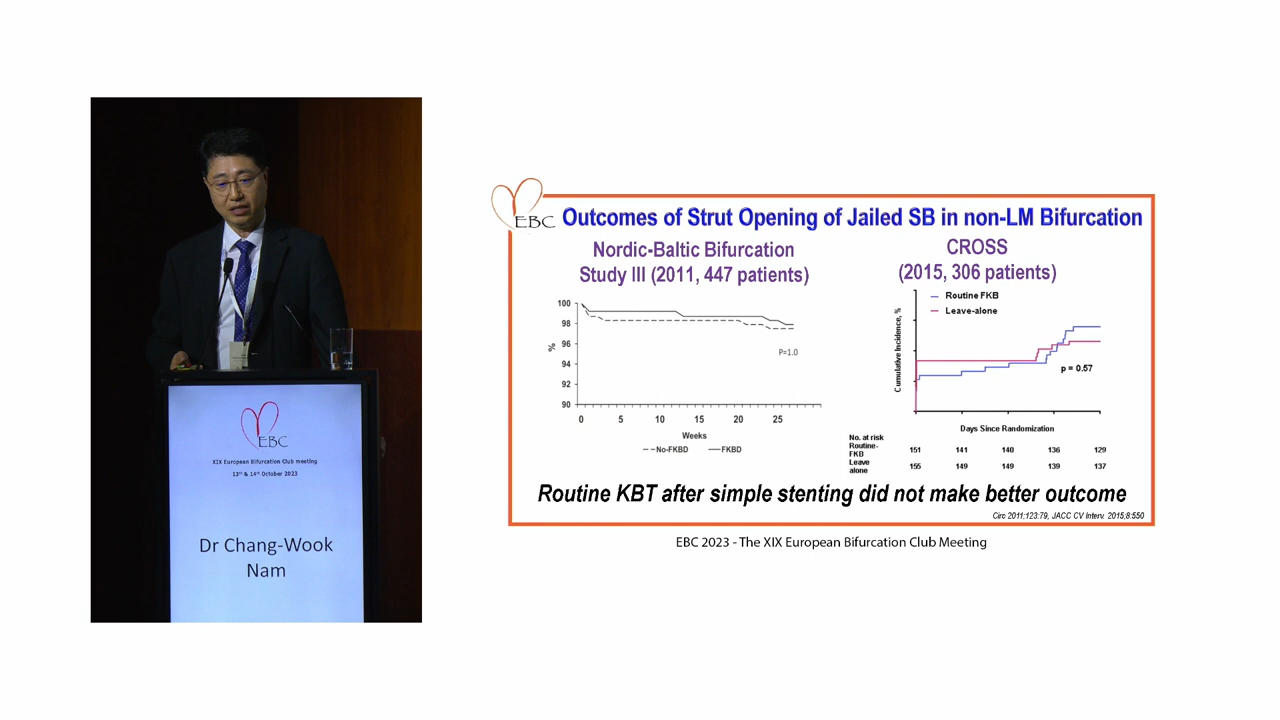 EBC
XIX European Bifurcation Club meeting
13th & 14th October 2023
Dr Chang-Wook
Nam
EBC
Outcomes of Strut Opening of Jailed SB in non-LM Bifurcation
Nordic-Baltic Bifurcation
Study III (2011, 447 patients)
100
98
96
94
92
90
%
0 5 10 15 20 25
Weeks
P=1.0
No-FKBD FKBD
CROSS
(2015, 306 patients)
Routine FKB
Leave-alone
Cumulative Incidence, %
p = 0.57
Days Since Randomization
No. at risk
Routine-
FKB 151 141 140 136 129
Leave
alone 155 149 149 139 137
Routine KBT after simple stenting did not make better outcome
Circ 2011;123:79, JACC CV Interv. 2015;8:550
EBC 2023 - The XIX European Bifurcation Club Meeting